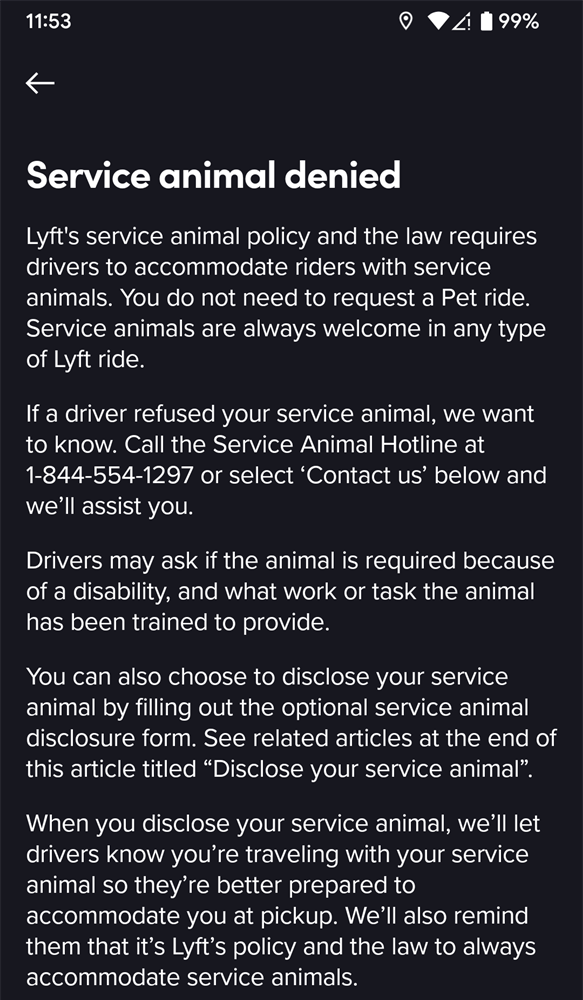 11:53
99%
Service animal denied
Lyft's service animal policy and the law requires
drivers to accommodate riders with service
animals. You do not need to request a Pet ride.
Service animals are always welcome in any type
of Lyft ride.
If a driver refused your service animal, we want
to know. Call the Service Animal Hotline at
1-844-554-1297 or select ‘Contact us’ below and
we’ll assist you.
Drivers may ask if the animal is required because
of a disability, and what work or task the animal
has been trained to provide.
You can also choose to disclose your service
animal by filling out the optional service animal
disclosure form. See related articles at the end of
this article titled “Disclose your service animal”.
When you disclose your service animal, we’ll let
drivers know you’re traveling with your service
animal so they’re better prepared to
accommodate you at pickup. We’ll also remind
them that it’s Lyft’s policy and the law to always
accommodate service animals.